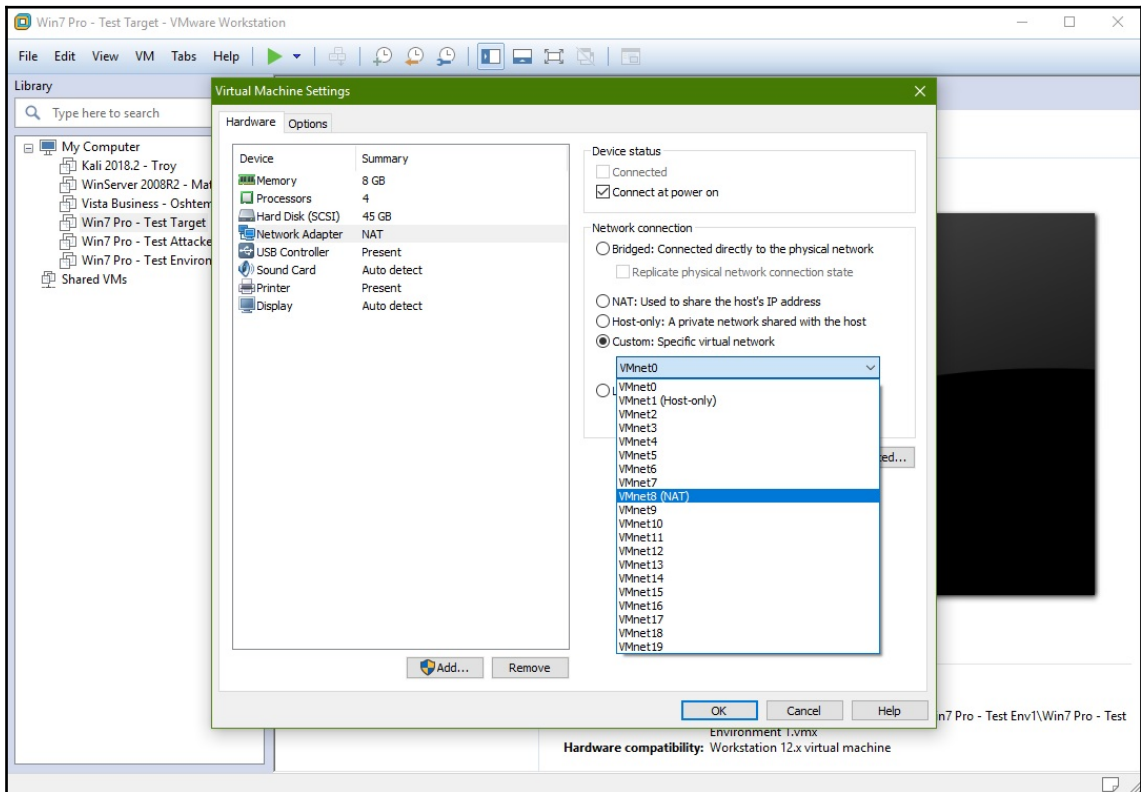 Win7 Pro - Test Target - VMware Workstation
File Edit View VM Tabs Help
Library
Type here to search
My Computer
Kali 2018.2 - Troy
WinServer 2008R2 - Mat
Vista Business - Oshtem
Win7 Pro - Test Target
Win7 Pro - Test Attacke
Win7 Pro - Test Environ
Shared VMs
Virtual Machine Settings
Hardware Options
Device Summary
Memory 8 GB
Processors 4
Hard Disk (SCSI) 45 GB
Network Adapter NAT
USB Controller Present
Sound Card Auto detect
Printer Present
Display Auto detect
Add... Remove
Device status
Connected
Connect at power on
Network connection
Bridged: Connected directly to the physical network
Replicate physical network connection state
NAT: Used to share the host's IP address
Host-only: A private network shared with the host
Custom: Specific virtual network
VMnet0
VMnet0
VMnet1 (Host-only)
VMnet2
VMnet3
VMnet4
VMnet5
VMnet6
VMnet7
VMnet8 (NAT)
VMnet9
VMnet10
VMnet11
VMnet12
VMnet13
VMnet14
VMnet15
VMnet16
VMnet17
VMnet18
VMnet19
ed...
OK Cancel Help
n7 Pro - Test Env1\Win7 Pro - Test
Environment 1.vmx
Hardware compatibility: Workstation 12.x virtual machine